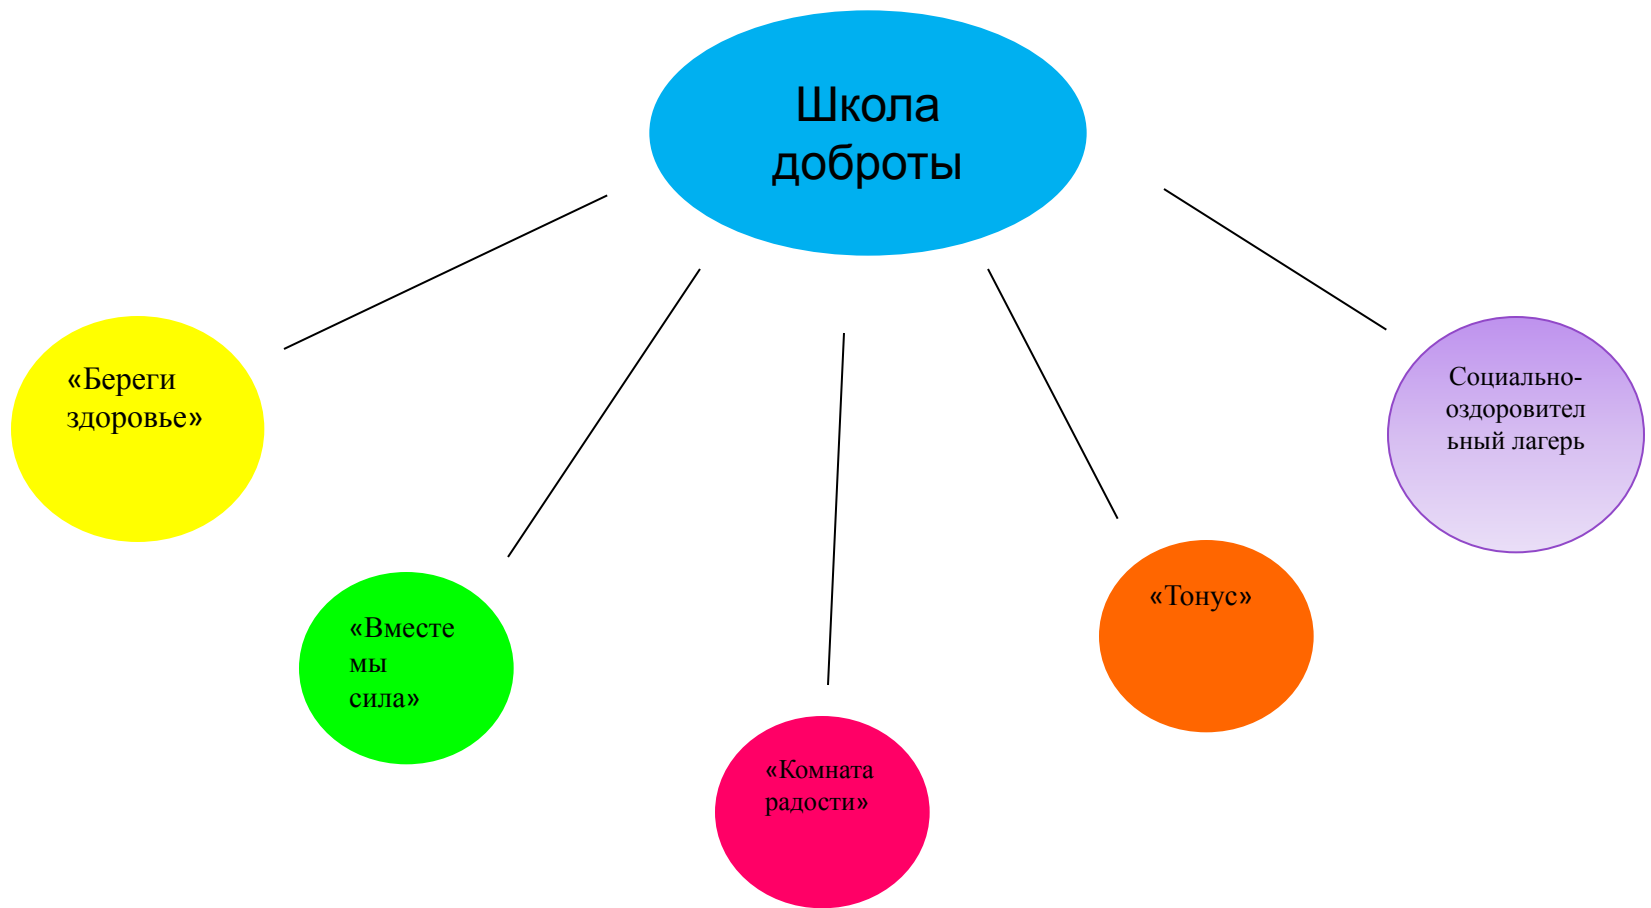 Школа
доброты
«Береги
здоровье»
Социально-
оздоровител
ьный лагерь
«Вместе
мы
сила»
«Тонус»
«Комната
радости»